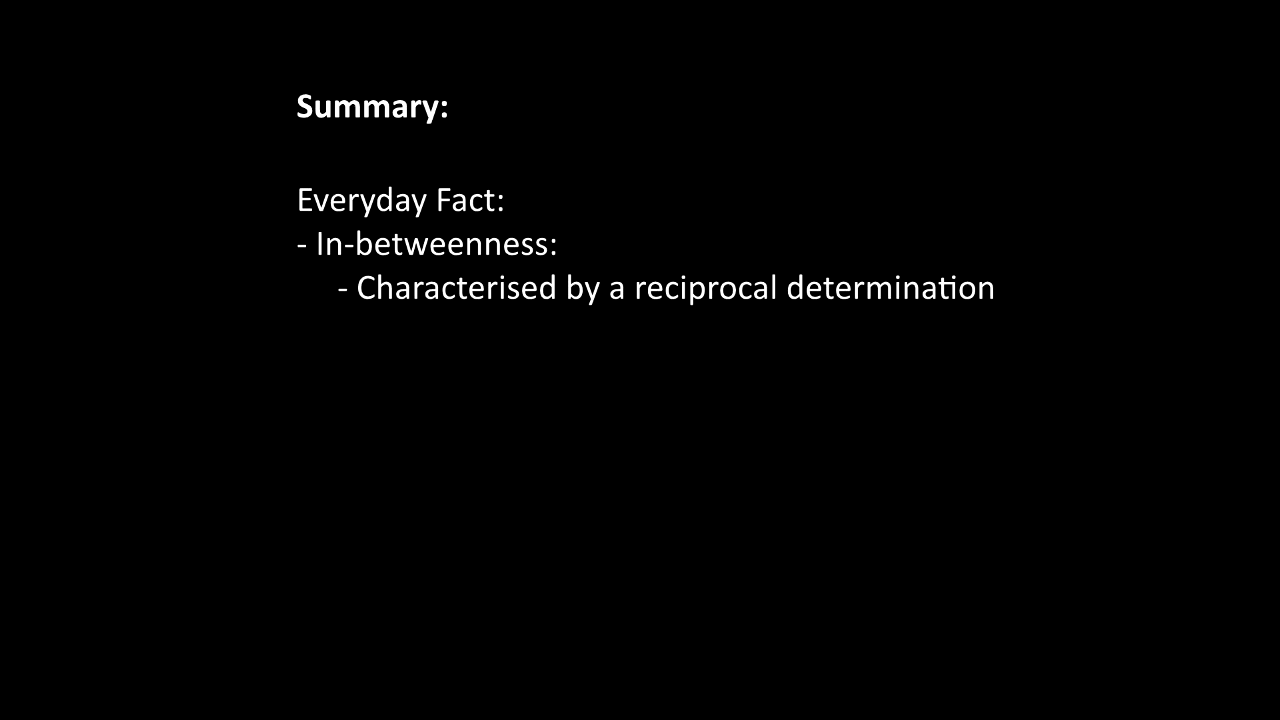 Summary:
Everyday Fact:
- In-betweenness:
- Characterised by a reciprocal determination